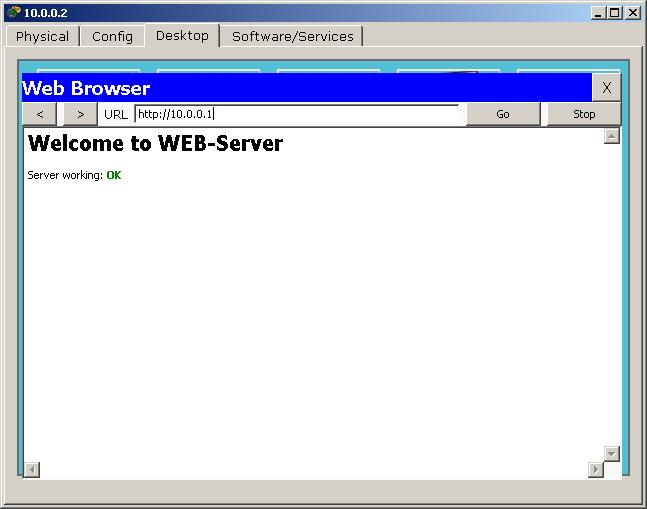 10.0.0.2
Physical Config Desktop Software/Services
Web Browser X
< > URL http://10.0.0.1 Go Stop
Welcome to WEB-Server
Server working: OK